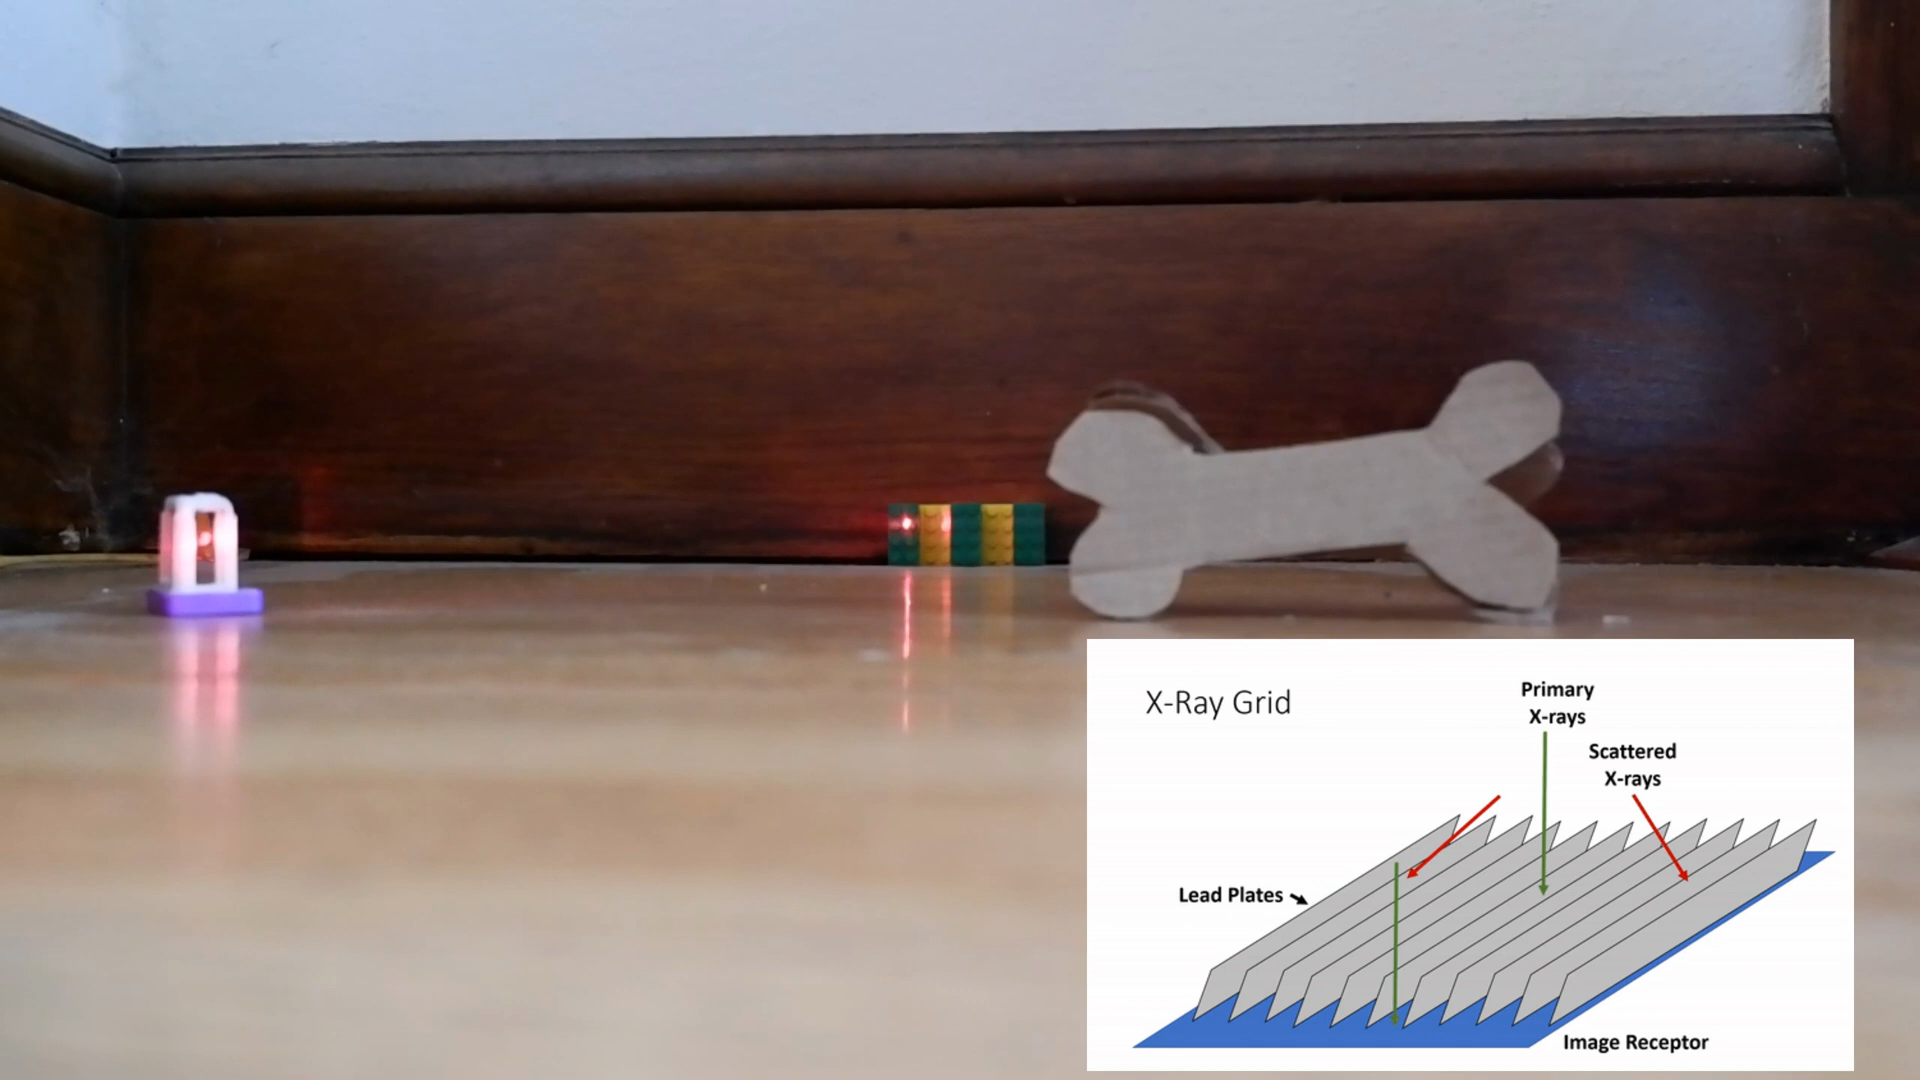 X-Ray Grid
Primary
X-rays
Scattered
X-rays
Lead Plates
Image Receptor